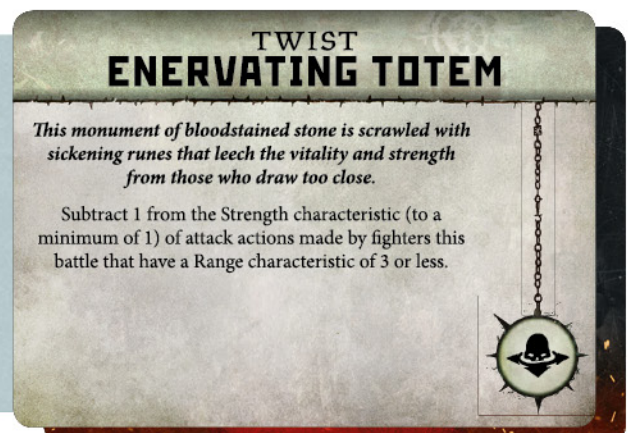 TWIST
ENERVATING TOTEM
This monument of bloodstained stone is scrawled with
sickening runes that leech the vitality and strength
from those who draw too close.
Subtract 1 from the Strength characteristic (to a
minimum of 1) of attack actions made by fighters this
battle that have a Range characteristic of 3 or less.